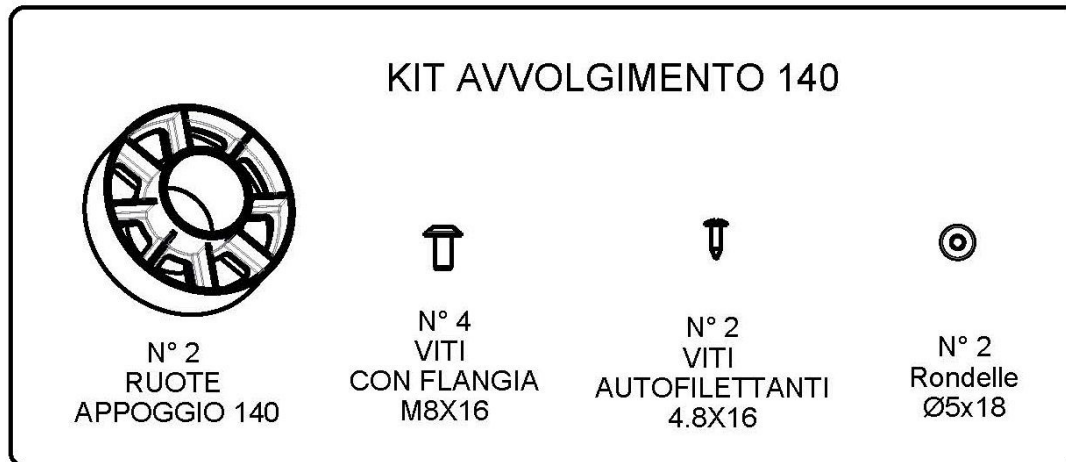 KIT AVVOLGIMENTO 140
N° 2
RUOTE
APPOGGIO 140
N° 4
VITI
CON FLANGIA
M8X16
N° 2
VITI
AUTOFILETTANTI
4.8X16
N° 2
Rondelle
Ø5x18